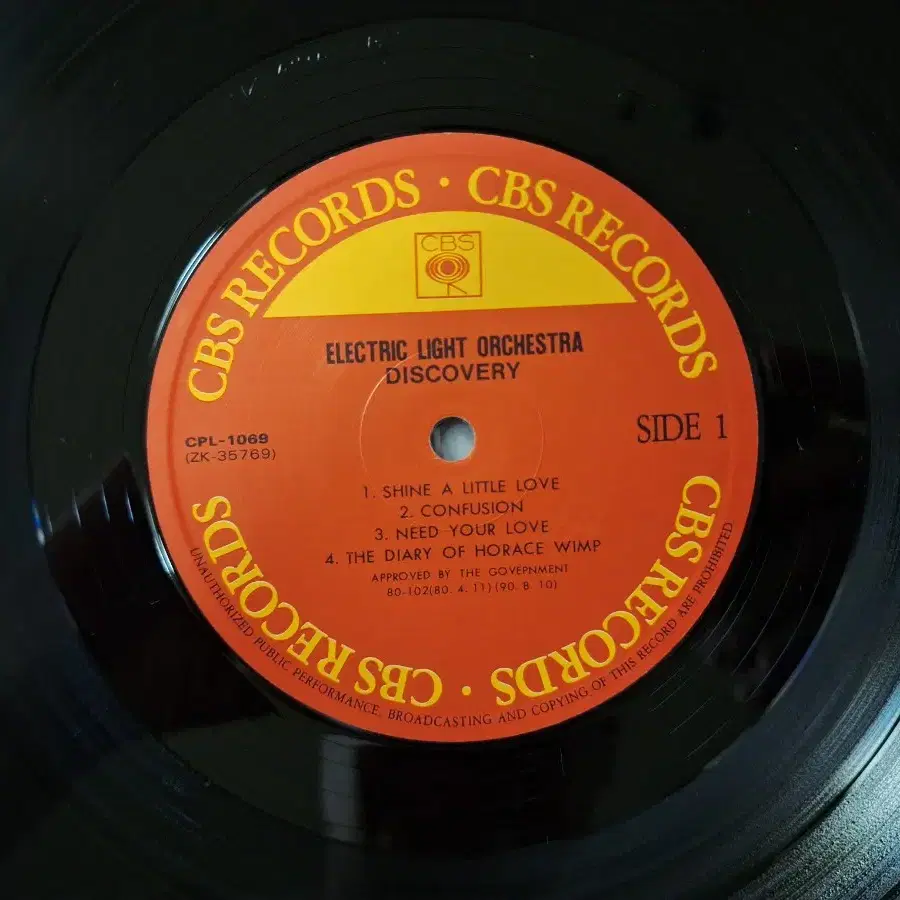 CBS RECORDS · CBS RECORDS
CBS
ELECTRIC LIGHT ORCHESTRA
DISCOVERY
CPL-1069
(ZK-35769)
SIDE 1
1. SHINE A LITTLE LOVE
2. CONFUSION
3. NEED YOUR LOVE
4. THE DIARY OF HORACE WIMP
APPROVED BY THE GOVEPNMENT
80-102(80. 4. 11)(90. 8. 10)
CBS RECORDS · CBS RECORDS
UNAUTHORIZED PUBLIC PERFORMANCE, BROADCASTING AND COPYING OF THIS RECORD ARE PROHIBITED